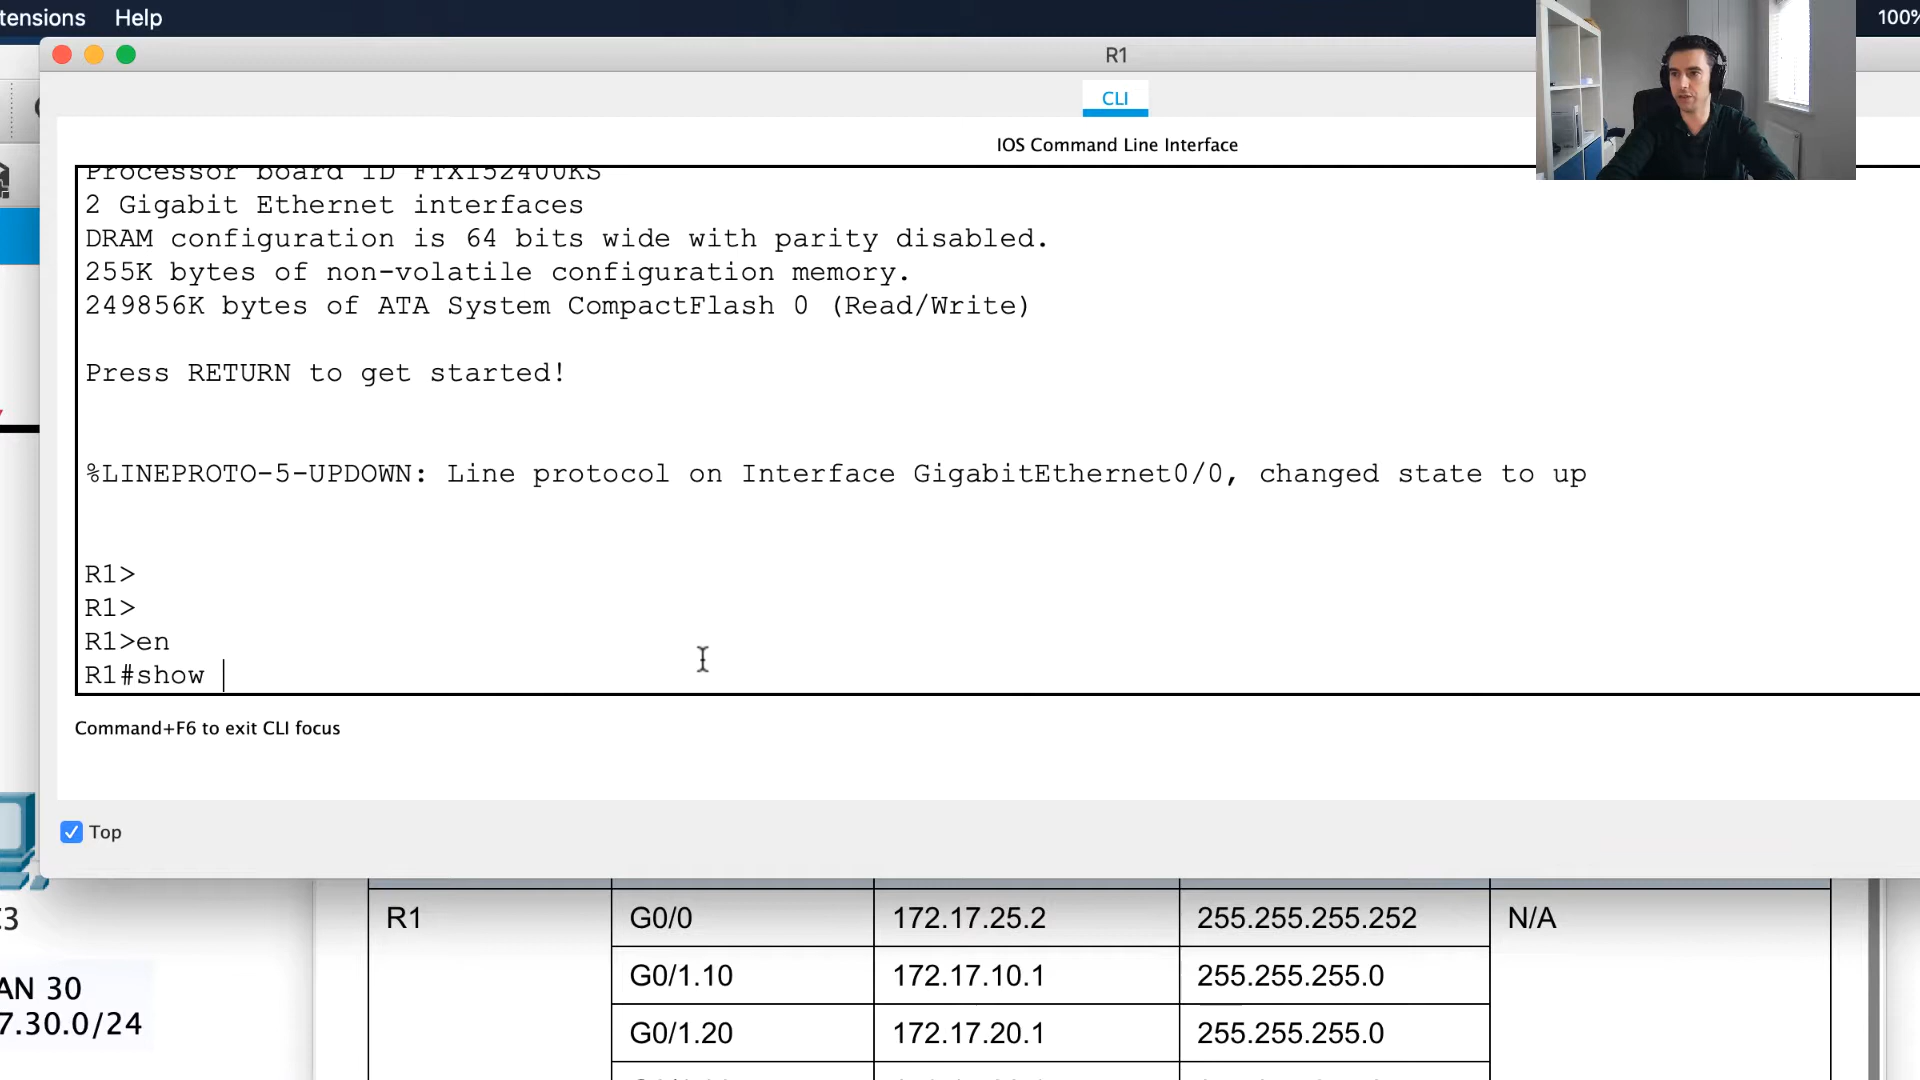 tensions Help
100%
R1
CLI
IOS Command Line Interface
Processor board ID FTX152400KS
2 Gigabit Ethernet interfaces
DRAM configuration is 64 bits wide with parity disabled.
255K bytes of non-volatile configuration memory.
249856K bytes of ATA System CompactFlash 0 (Read/Write)
Press RETURN to get started!
%LINEPROTO-5-UPDOWN: Line protocol on Interface GigabitEthernet0/0, changed state to up
R1>
R1>
R1>en
R1#show
Command+F6 to exit CLI focus
Top
R1 G0/0 172.17.25.2 255.255.255.252 N/A
G0/1.10 172.17.10.1 255.255.255.0
G0/1.20 172.17.20.1 255.255.255.0
C3
AN 30
7.30.0/24